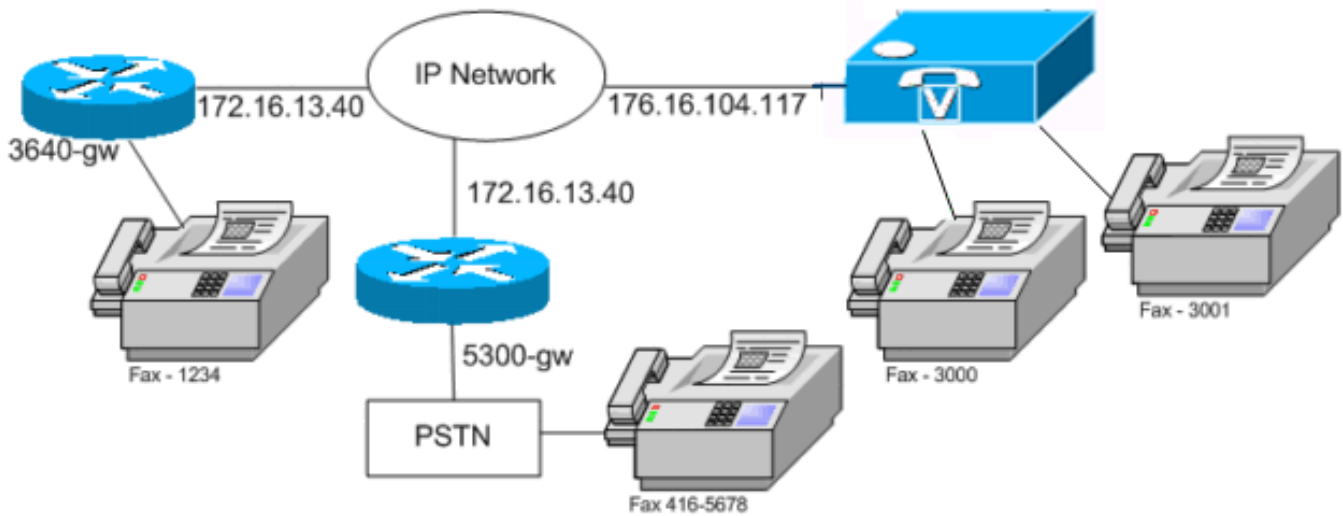 IP Network
172.16.13.40
176.16.104.117
V
3640-gw
172.16.13.40
Fax - 3001
5300-gw
Fax - 1234
Fax - 3000
PSTN
Fax 416-5678